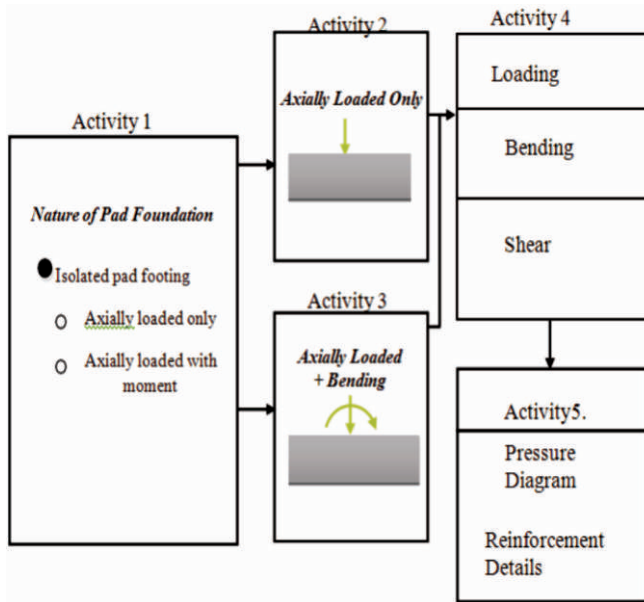 Activity 1
Nature of Pad Foundation
Isolated pad footing
Axially loaded only
Axially loaded with
moment
Activity 2
Axially Loaded Only
Activity 3
Axially Loaded
+ Bending
Activity 4
Loading
Bending
Shear
Activity5.
Pressure
Diagram
Reinforcement
Details